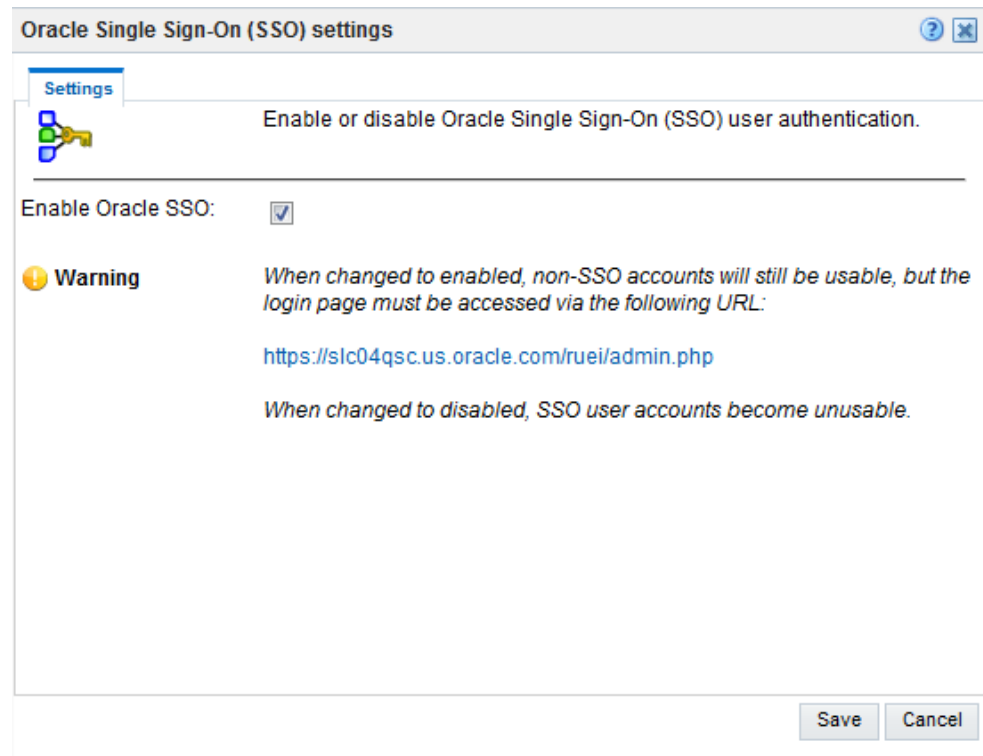 Oracle Single Sign-On (SSO) settings
Settings
Enable or disable Oracle Single Sign-On (SSO) user authentication.
Enable Oracle SSO:
Warning
When changed to enabled, non-SSO accounts will still be usable, but the
login page must be accessed via the following URL:
https://slc04qsc.us.oracle.com/ruei/admin.php
When changed to disabled, SSO user accounts become unusable.
Save Cancel